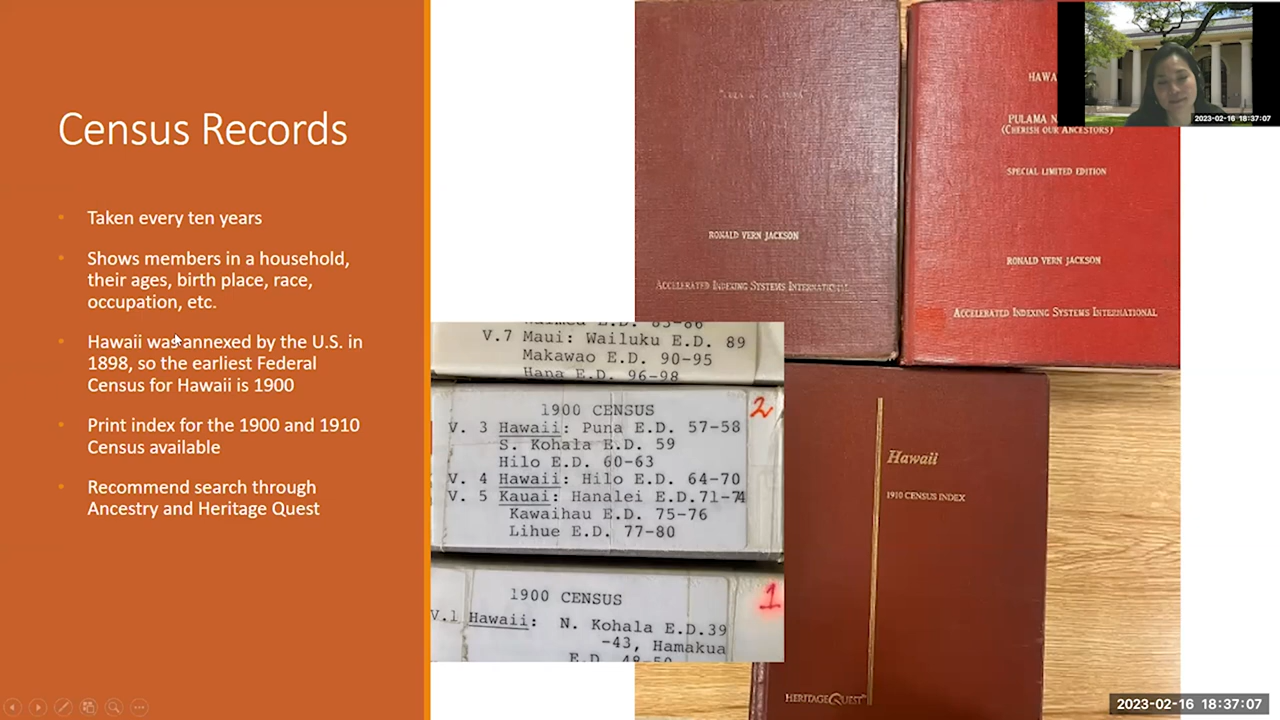 Census Records
Taken every ten years
Shows members in a household,
their ages, birth place, race,
occupation, etc.
Hawaii was annexed by the U.S. in
1898, so the earliest Federal
Census for Hawaii is 1900
Print index for the 1900 and 1910
Census available
Recommend search through
Ancestry and Heritage Quest
RONALD VERN JACKSON
ACCELERATED INDEXING SYSTEMS INTERNATIONAL
HAWA
PULAMA N
(CHERISH OUR ANCESTORS)
SPECIAL LIMITED EDITION
RONALD VERN JACKSON
ACCELERATED INDEXING SYSTEMS INTERNATIONAL
2023-02-16 18:37:07
Waimea E.D. 83-86
V.7 Maui: Wailuku E.D. 89
Makawao E.D. 90-95
Hana E.D. 96-98
2
1900 CENSUS
V. 3 Hawaii: Puna E.D. 57-58
S. Kohala E.D. 59
Hilo E.D. 60-63
V. 4 Hawaii: Hilo E.D. 64-70
V. 5 Kauai: Hanalei E.D.71-74
Kawaihau E.D. 75-76
Lihue E.D. 77-80
1
1900 CENSUS
V.1 Hawaii: N. Kohala E.D.39
-43, Hamakua
E.D. 48-50
Hawaii
1910 CENSUS INDEX
HERITAGEQUEST
2023-02-16 18:37:07